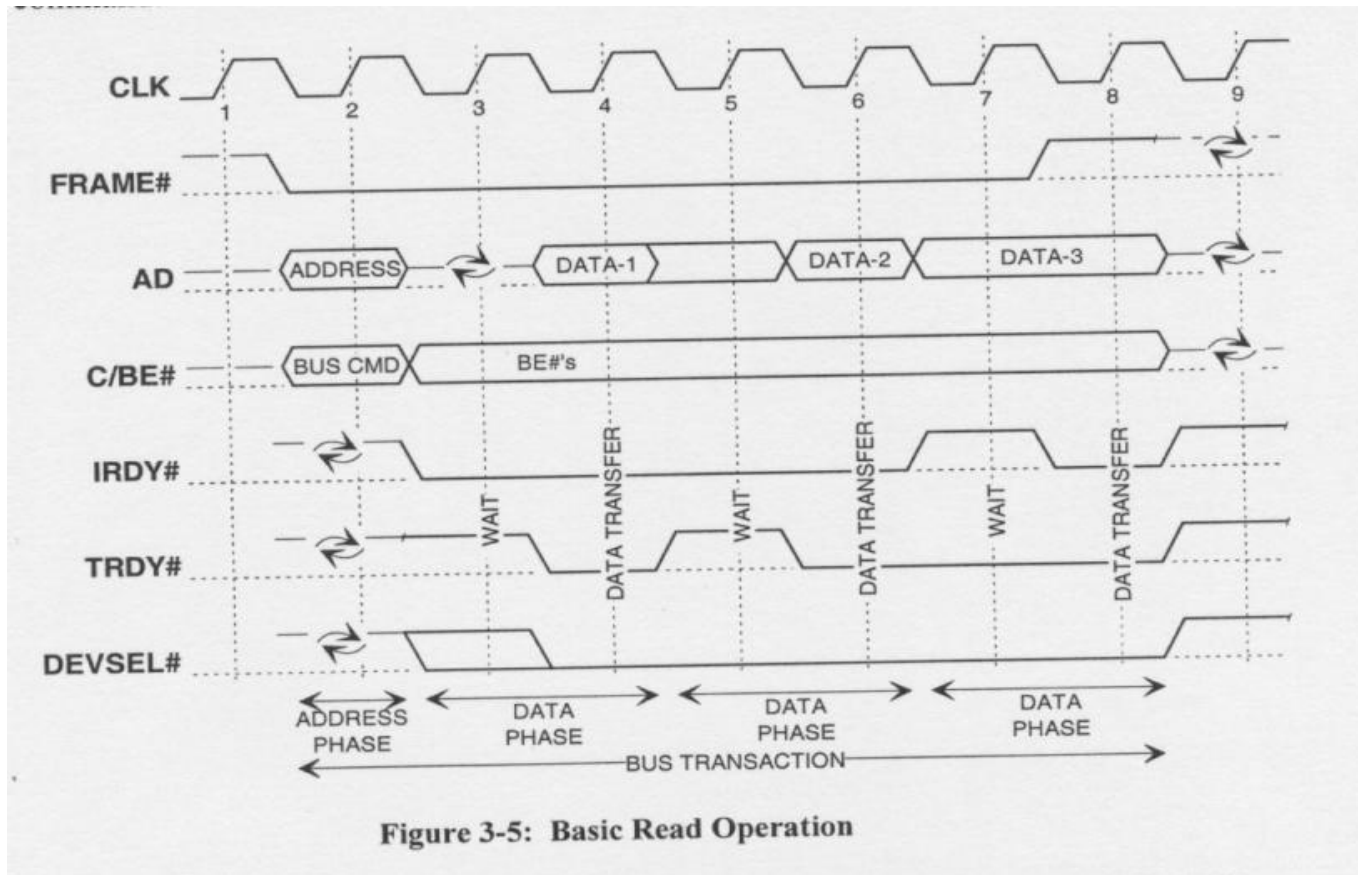 CLK
1 2 3 4 5 6 7 8 9
FRAME#
AD
ADDRESS DATA-1 DATA-2 DATA-3
C/BE#
BUS CMD BE#'s
IRDY#
WAIT DATA TRANSFER WAIT DATA TRANSFER WAIT DATA TRANSFER
TRDY#
DEVSEL#
ADDRESS PHASE
DATA PHASE
DATA PHASE
DATA PHASE
BUS TRANSACTION
Figure 3-5: Basic Read Operation